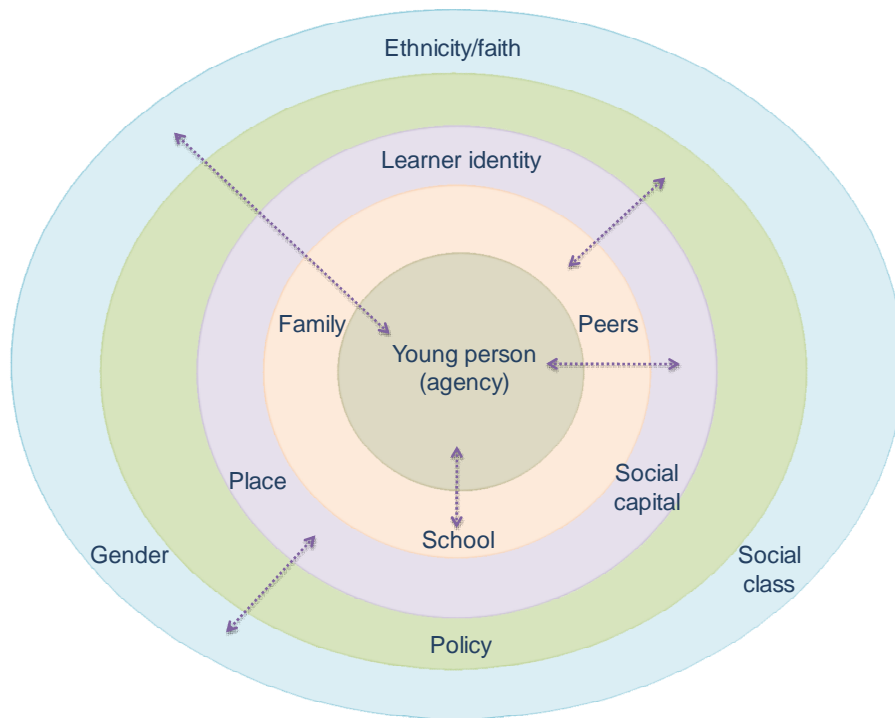 Ethnicity/faith
Learner identity
Family
Peers
Young person
(agency)
Place
Social
capital
School
Gender
Social
class
Policy